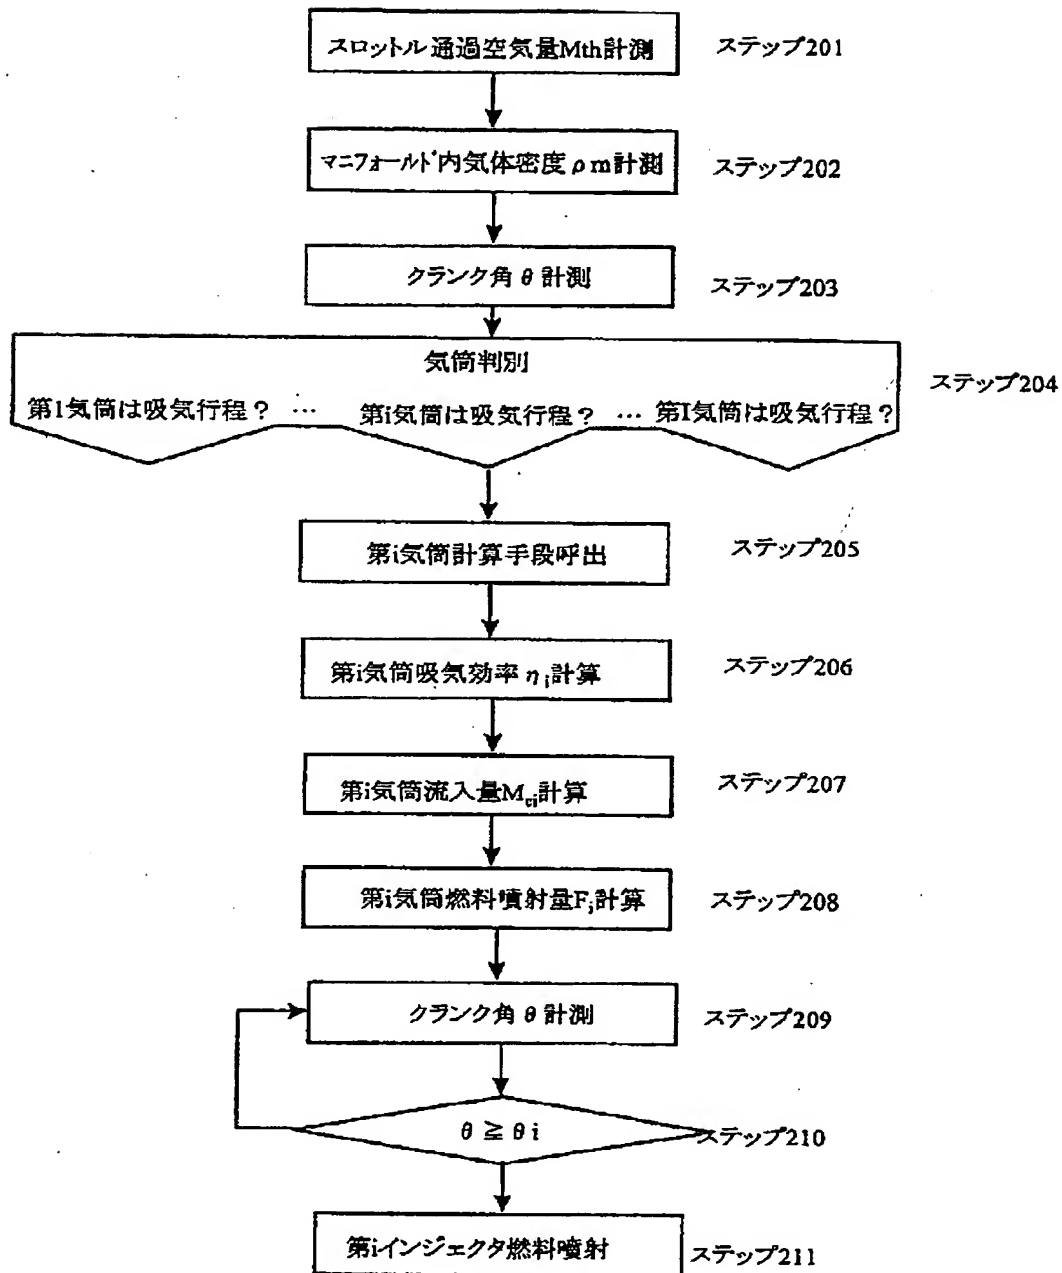 スロットル通過空気量Mth計測 ステップ201
マニフォールド内気体密度ρm計測 ステップ202
クランク角θ計測 ステップ203
気筒判別
第1気筒は吸気行程? … 第i気筒は吸気行程? … 第I気筒は吸気行程? ステップ204
第i気筒計算手段呼出 ステップ205
第i気筒吸気効率ηi計算 ステップ206
第i気筒流入量Mci計算 ステップ207
第i気筒燃料噴射量Fi計算 ステップ208
クランク角θ計測 ステップ209
θ≧θi ステップ210
第iインジェクタ燃料噴射 ステップ211